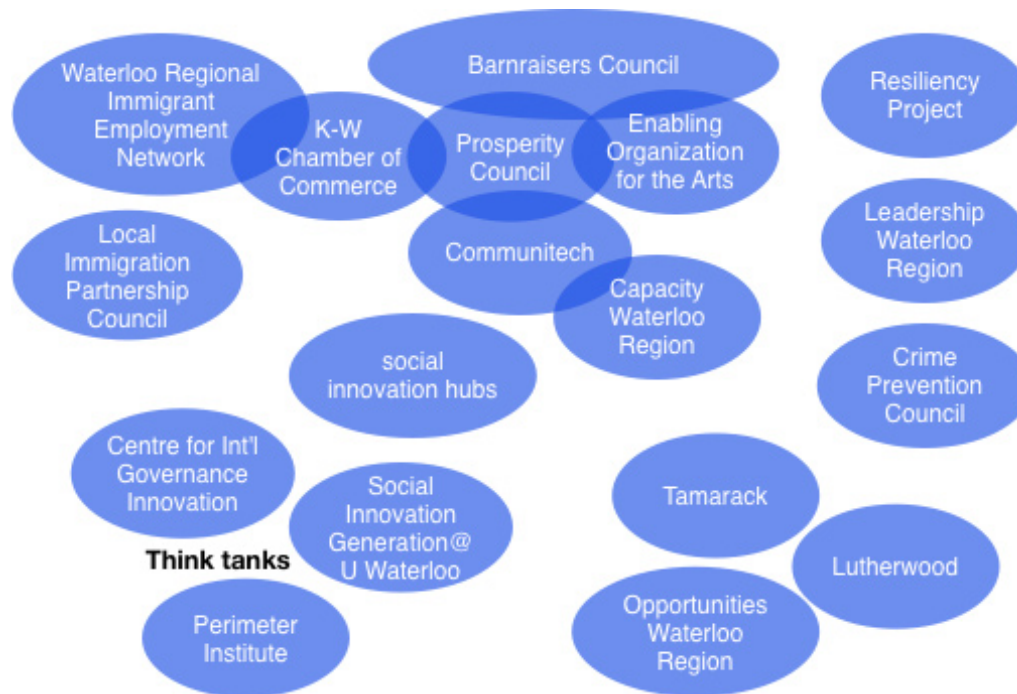 Waterloo Regional
Immigrant
Employment
Network
K-W
Chamber of
Commerce
Barnraisers Council
Prosperity
Council
Enabling
Organization
for the Arts
Resiliency
Project
Local
Immigration
Partnership
Council
Communitech
Capacity
Waterloo
Region
Leadership
Waterloo
Region
social
innovation hubs
Crime
Prevention
Council
Centre for Int'l
Governance
Innovation
Social
Innovation
Generation@
U Waterloo
Think tanks
Perimeter
Institute
Tamarack
Lutherwood
Opportunities
Waterloo
Region